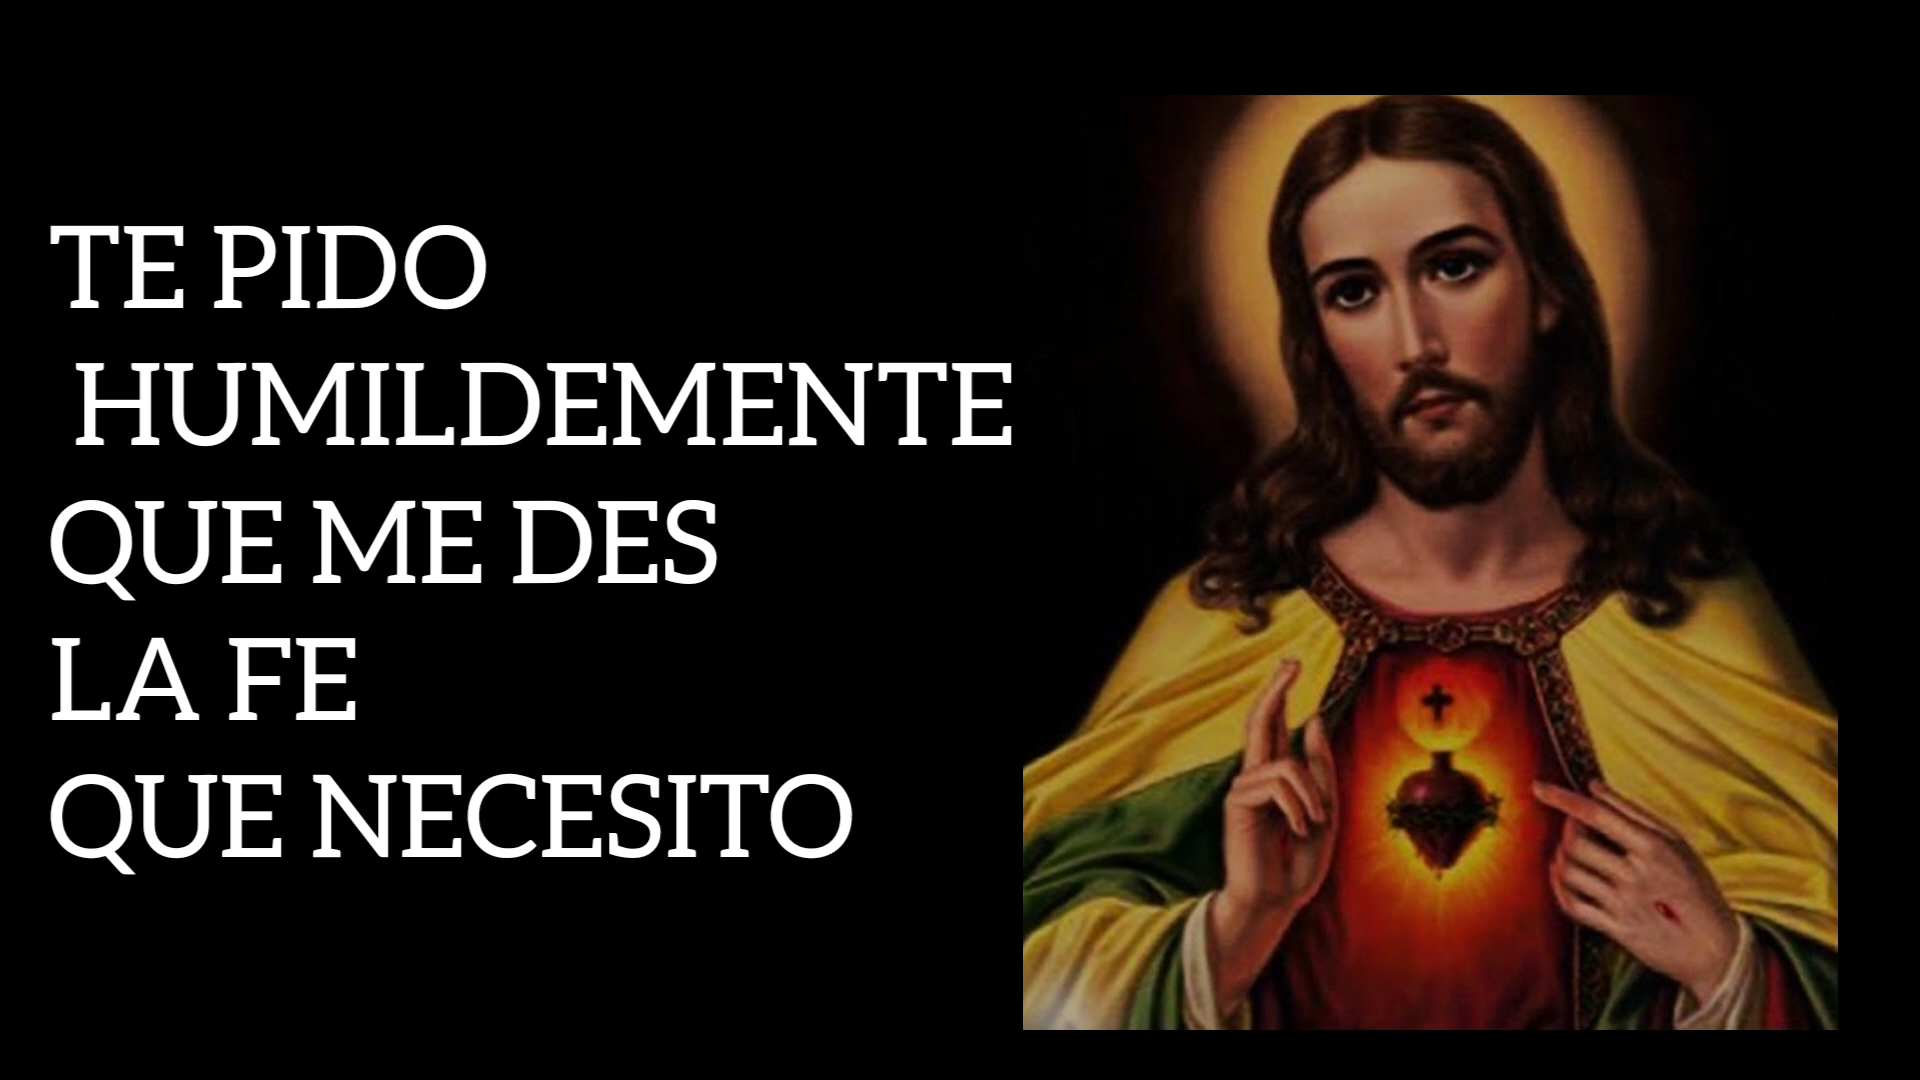 TE PIDO
HUMILDEMENTE
QUE ME DES
LA FE
QUE NECESITO